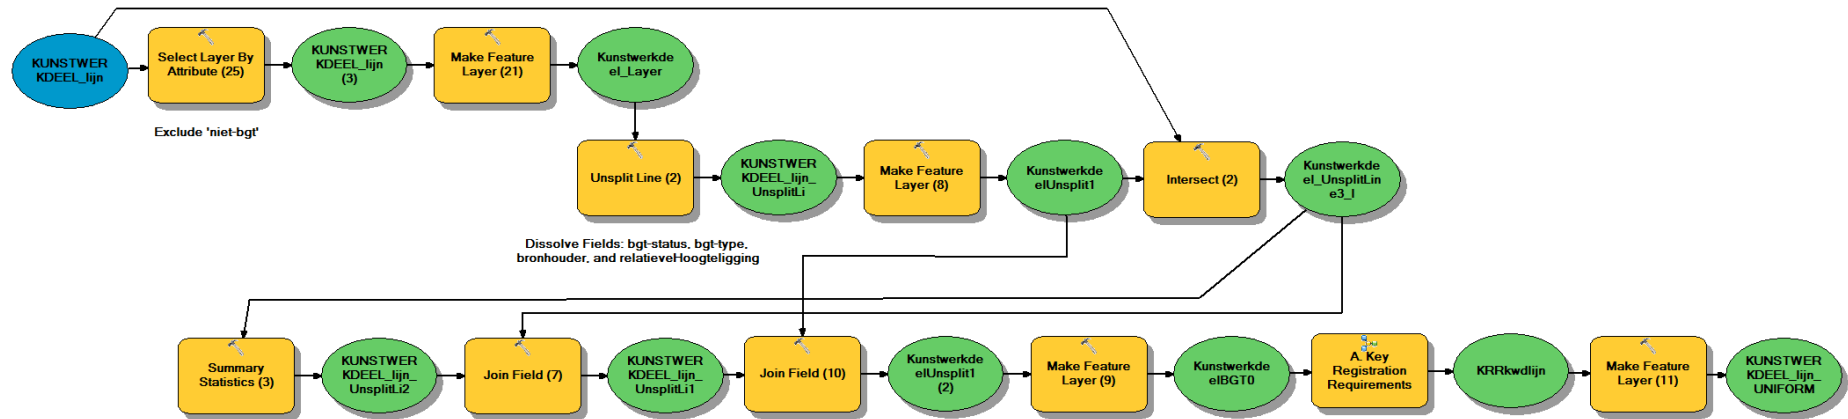 KUNSTWER
KDEEL_lijn
Select Layer By
Attribute (25)
KUNSTWER
KDEEL_lijn
(3)
Make Feature
Layer (21)
Kunstwerkde
el_Layer
Exclude 'niet-bgt'
Unsplit Line (2)
KUNSTWER
KDEEL_lijn_
UnsplitLi
Make Feature
Layer (8)
Kunstwerkde
elUnsplit1
Intersect (2)
Kunstwerkde
el_UnsplitLin
e3_I
Dissolve Fields: bgt-status, bgt-type,
bronhouder, and relatieveHoogteligging
Summary
Statistics (3)
KUNSTWER
KDEEL_lijn_
UnsplitLi2
Join Field (7)
KUNSTWER
KDEEL_lijn_
UnsplitLi1
Join Field (10)
Kunstwerkde
elUnsplit1
(2)
Make Feature
Layer (9)
Kunstwerkde
elBGT0
A. Key
Registration
Requirements
KRRkwdlijn
Make Feature
Layer (11)
KUNSTWER
KDEEL_lijn_
UNIFORM